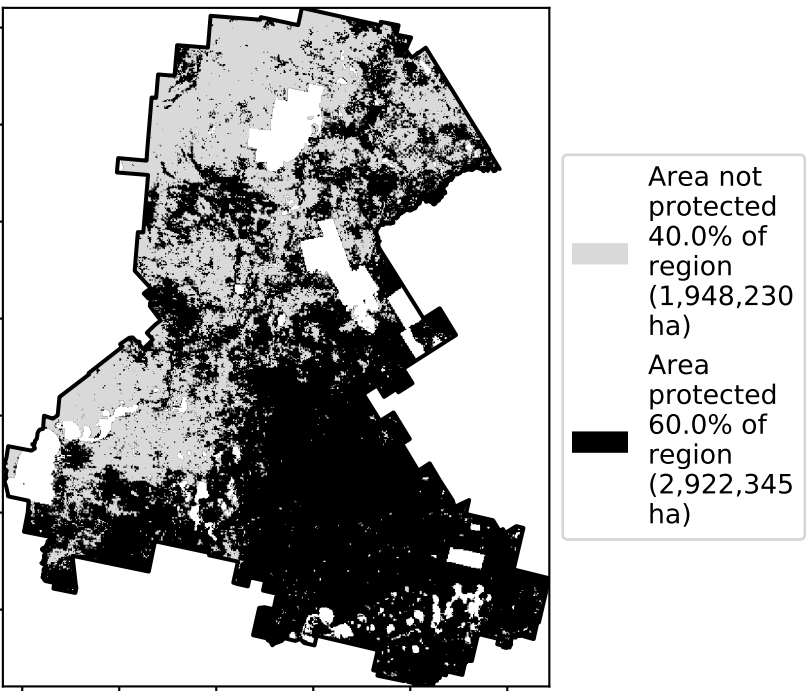 Area not
protected
40.0% of
region
(1,948,230
ha)
Area
protected
60.0% of
region
(2,922,345
ha)